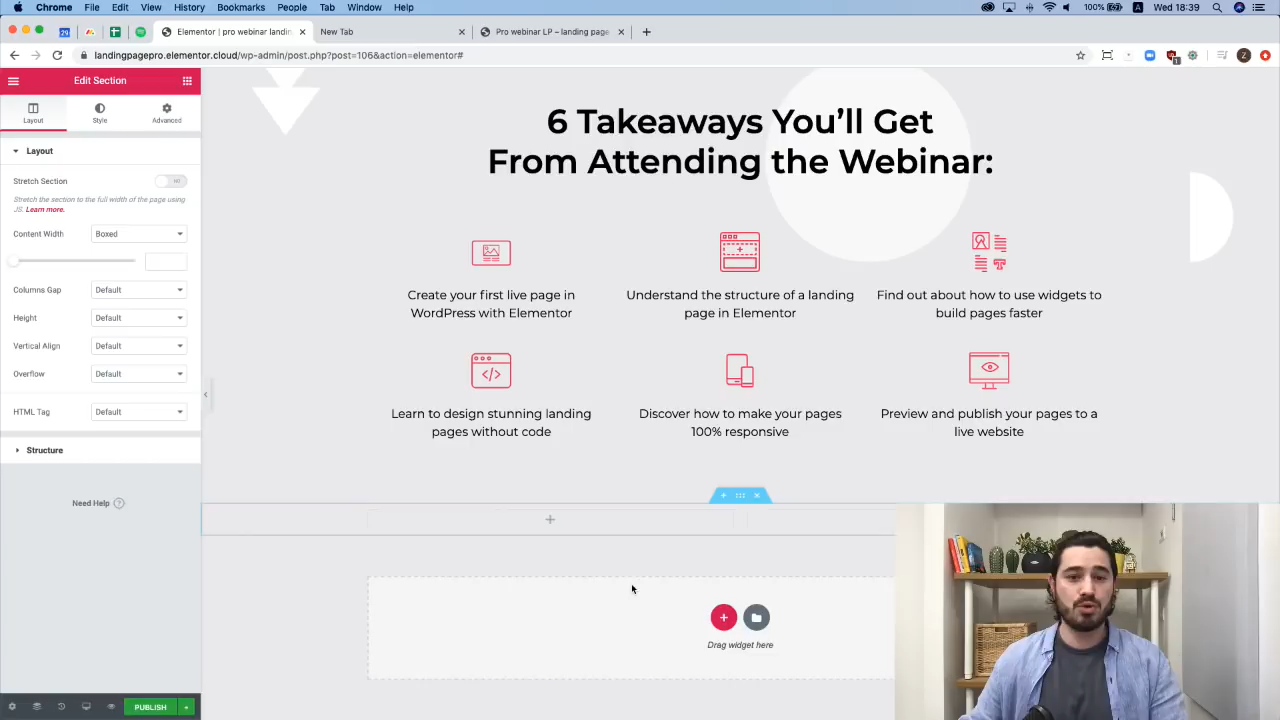 Chrome File Edit View History Bookmarks People Tab Window Help 100% Wed 18:39
Elementor | pro webinar landin
New Tab
Pro webinar LP – landing page
landingpagepro.elementor.cloud/wp-admin/post.php?post=106&action=elementor#
Edit Section
Layout Style Advanced
Layout
Stretch Section NO
Stretch the section to the full width of the page using
JS. Learn more.
Content Width Boxed
Columns Gap Default
Height Default
Vertical Align Default
Overflow Default
HTML Tag Default
Structure
Need Help ?
PUBLISH
6 Takeaways You’ll Get
From Attending the Webinar:
Create your first live page in
WordPress with Elementor
Understand the structure of a landing
page in Elementor
Find out about how to use widgets to
build pages faster
Learn to design stunning landing
pages without code
Discover how to make your pages
100% responsive
Preview and publish your pages to a
live website
Drag widget here